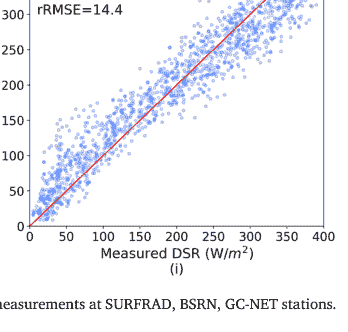 rRMSE=14.4
300
250
200
150
100
50
0
0 50 100 150 200 250 300 350 400
Measured DSR (W/m²)
(i)
measurements at SURFRAD, BSRN, GC-NET stations.